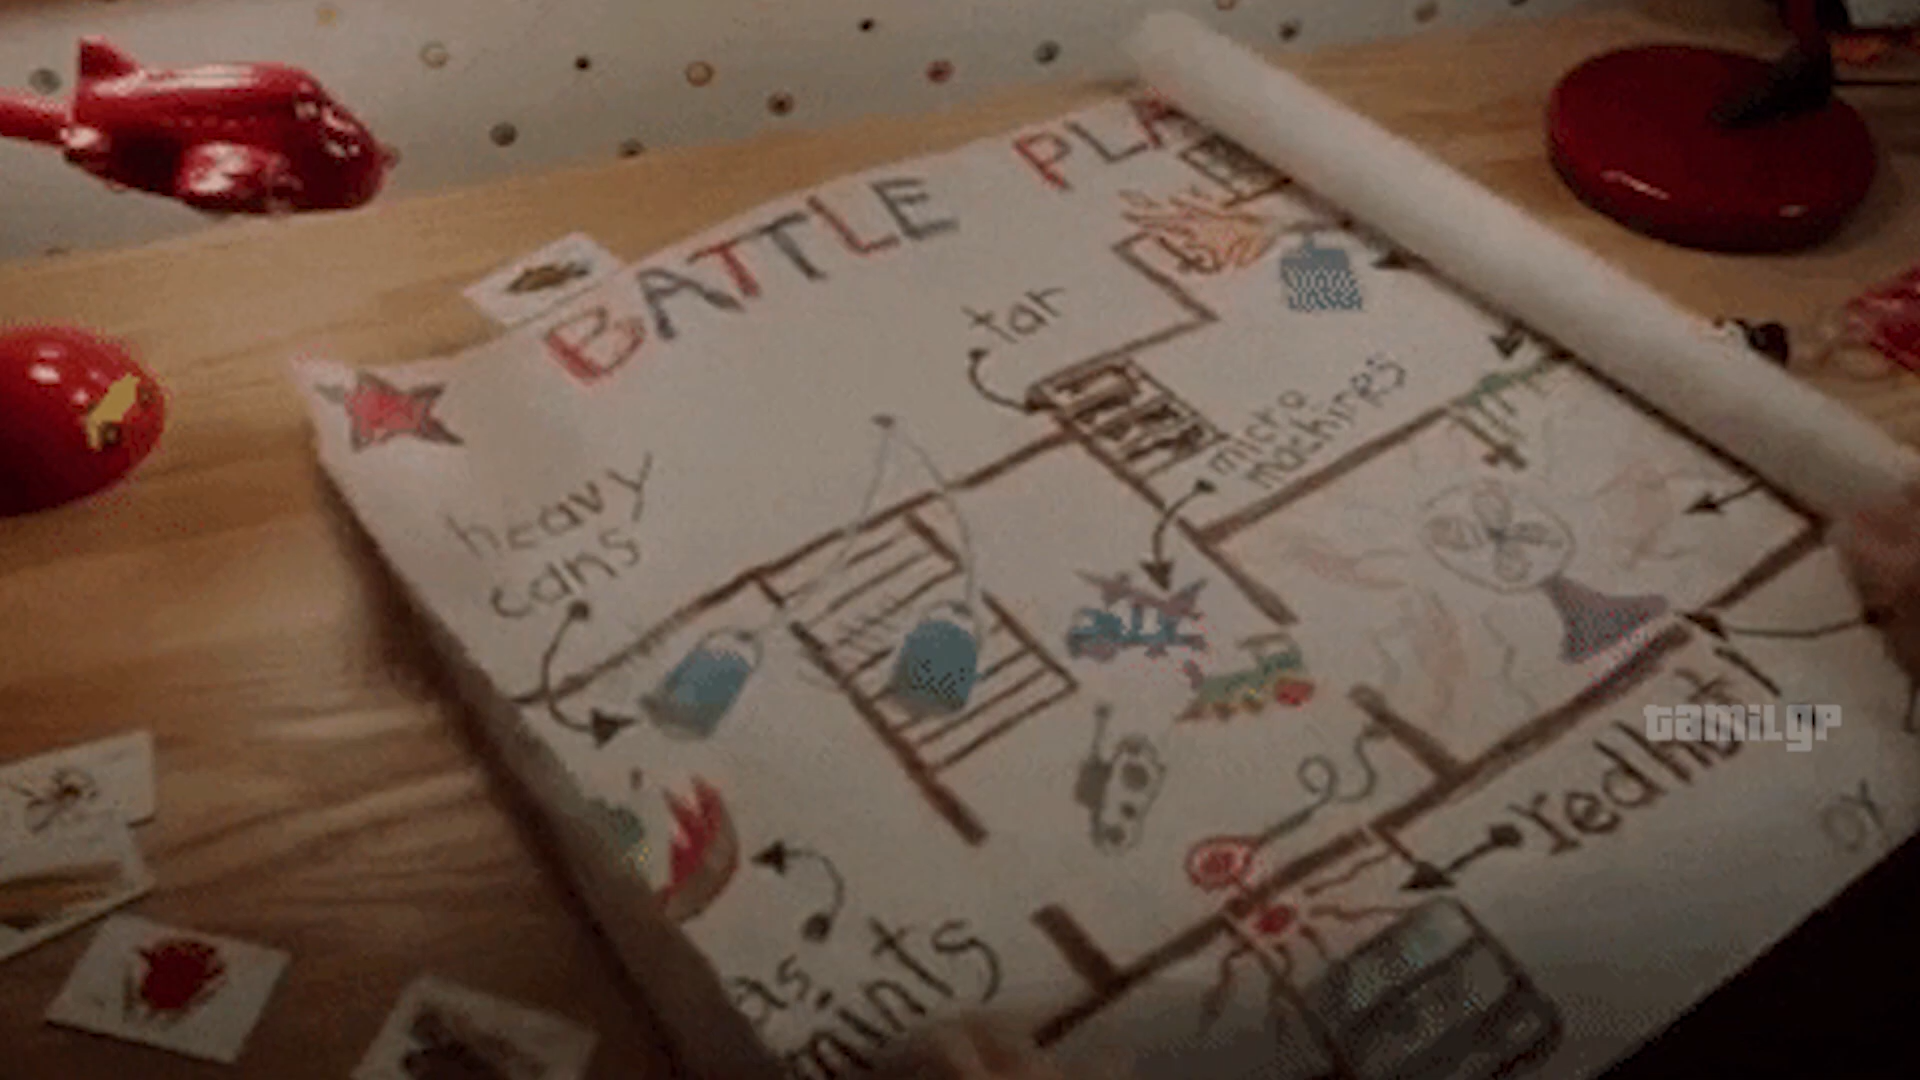 BATTLE PLA
tar
micro
machines
heavy
cans
redhot!
mints
tamilgp